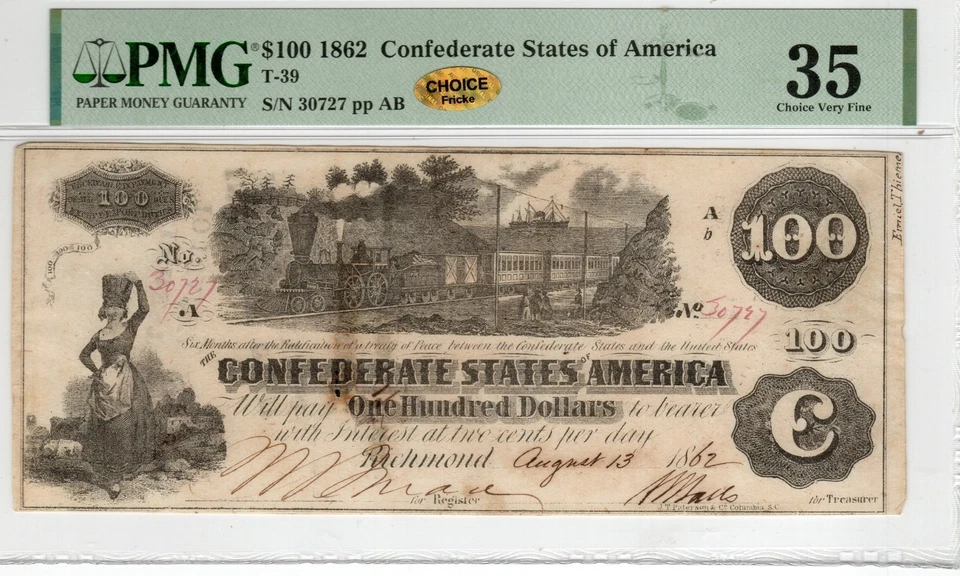 PMG®
PAPER MONEY GUARANTY
$100 1862 Confederate States of America
T-39
S/N 30727 pp AB
CHOICE
Fricke
35
Choice Very Fine
100
No. 30727
A
A
b
100
Nº 30727
Six Months after the Ratification of a treaty of Peace between the Confederate States and the United States
100
THE CONFEDERATE STATES OF AMERICA
Will pay One Hundred Dollars to bearer
with Interest at two cents per day
Richmond August 13 1862
C
for Register
for Treasurer
J.T. Paterson & Co Columbia, S.C.